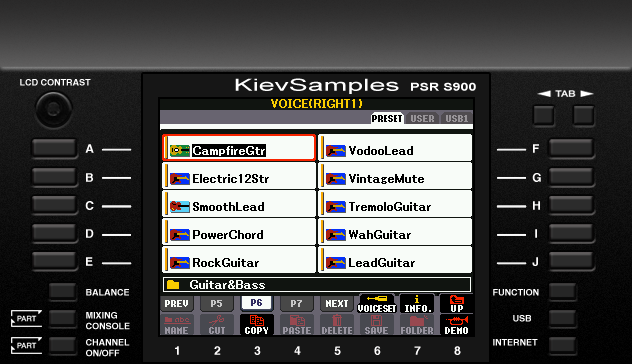 LCD CONTRAST
KievSamples PSR S900
TAB
VOICE(RIGHT1)
PRESET USER USB1
A CampfireGtr VodooLead F
B Electric12Str VintageMute G
C SmoothLead TremoloGuitar H
D PowerChord WahGuitar I
E RockGuitar LeadGuitar J
Guitar&Bass
BALANCE
FUNCTION
PREV P5 P6 P7 NEXT VOICESET INFO. UP
PART MIXING CONSOLE
USB
NAME CUT COPY PASTE DELETE SAVE FOLDER DEMO
PART CHANNEL ON/OFF
INTERNET
1 2 3 4 5 6 7 8